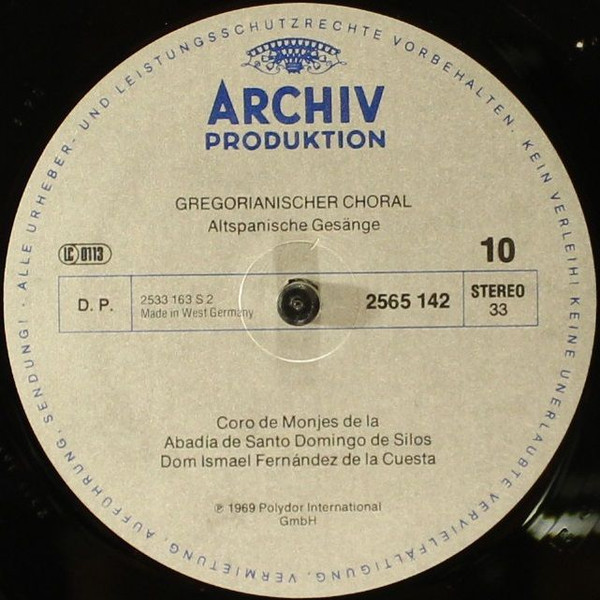 ALLE URHEBER- UND LEISTUNGSSCHUTZRECHTE VORBEHALTEN. KEIN VERLEIH! KEINE UNERLAUBTE VERVIELFÄLTIGUNG, VERMIETUNG, AUFFÜHRUNG, SENDUNG! ·
ARCHIV
PRODUKTION
GREGORIANISCHER CHORAL
Altspanische Gesänge
LC 0113
10
D. P.
2533 163 S 2
Made in West Germany
2565 142
STEREO
33
Coro de Monjes de la
Abadía de Santo Domingo de Silos
Dom Ismael Fernández de la Cuesta
℗ 1969 Polydor International
GmbH